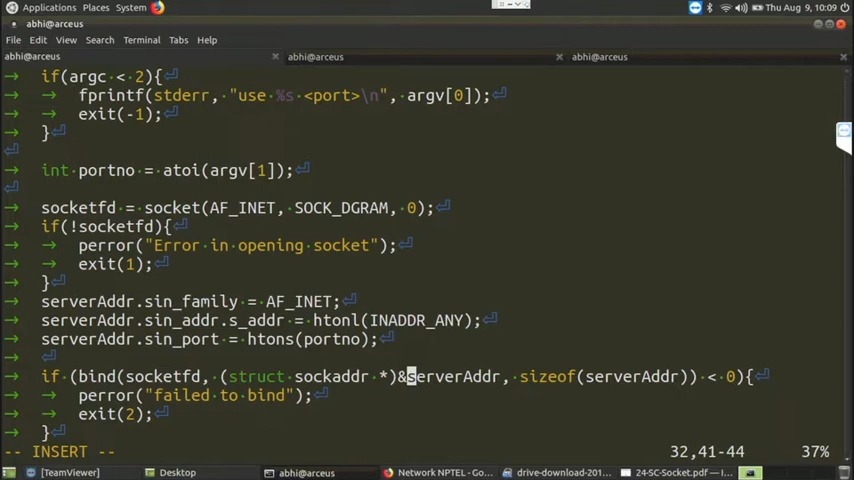 Applications Places System Thu Aug 9, 10:09
abhi@arceus
File Edit View Search Terminal Tabs Help
abhi@arceus abhi@arceus abhi@arceus
if(argc < 2){
fprintf(stderr, "use %s <port>\n", argv[0]);
exit(-1);
}
int portno = atoi(argv[1]);
socketfd = socket(AF_INET, SOCK_DGRAM, 0);
if(!socketfd){
perror("Error in opening socket");
exit(1);
}
serverAddr.sin_family = AF_INET;
serverAddr.sin_addr.s_addr = htonl(INADDR_ANY);
serverAddr.sin_port = htons(portno);
if (bind(socketfd, (struct sockaddr *)&serverAddr, sizeof(serverAddr)) < 0){
perror("failed to bind");
exit(2);
}
-- INSERT -- 32,41-44 37%
[TeamViewer] Desktop abhi@arceus Network NPTEL - Go... drive-download-201... 24-SC-Socket.pdf — I...